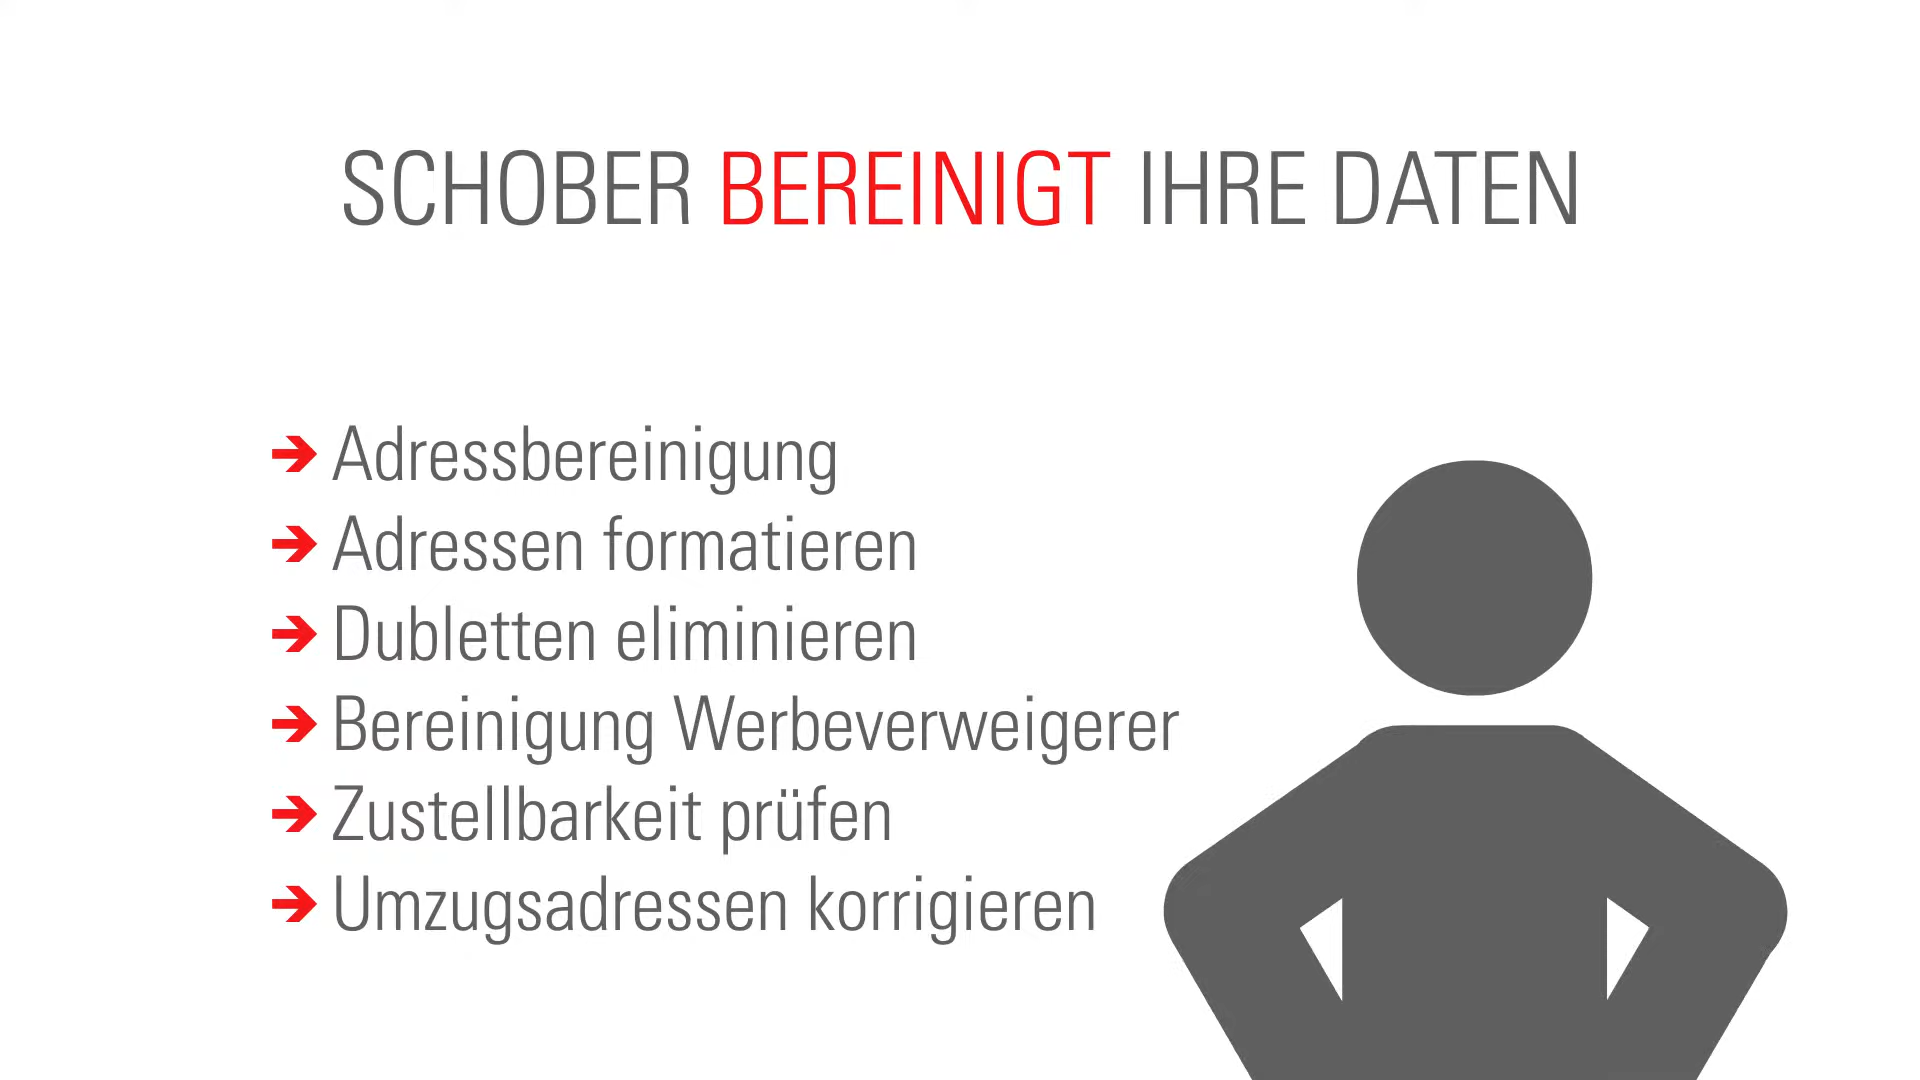 SCHOBER BEREINIGT IHRE DATEN
Adressbereinigung
Adressen formatieren
Dubletten eliminieren
Bereinigung Werbeverweigerer
Zustellbarkeit prüfen
Umzugsadressen korrigieren